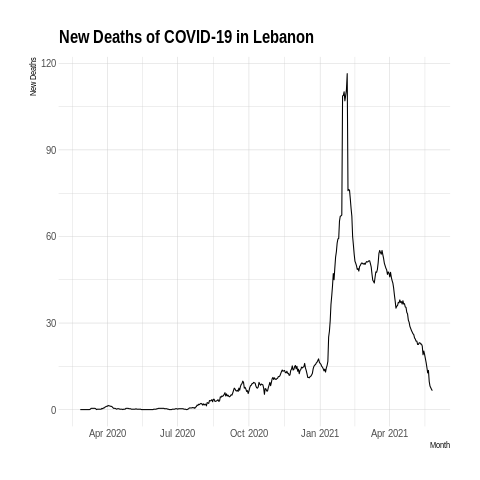 New Deaths of COVID-19 in Lebanon
New Deaths
120
90
60
30
0
Apr 2020 Jul 2020 Oct 2020 Jan 2021 Apr 2021
Month